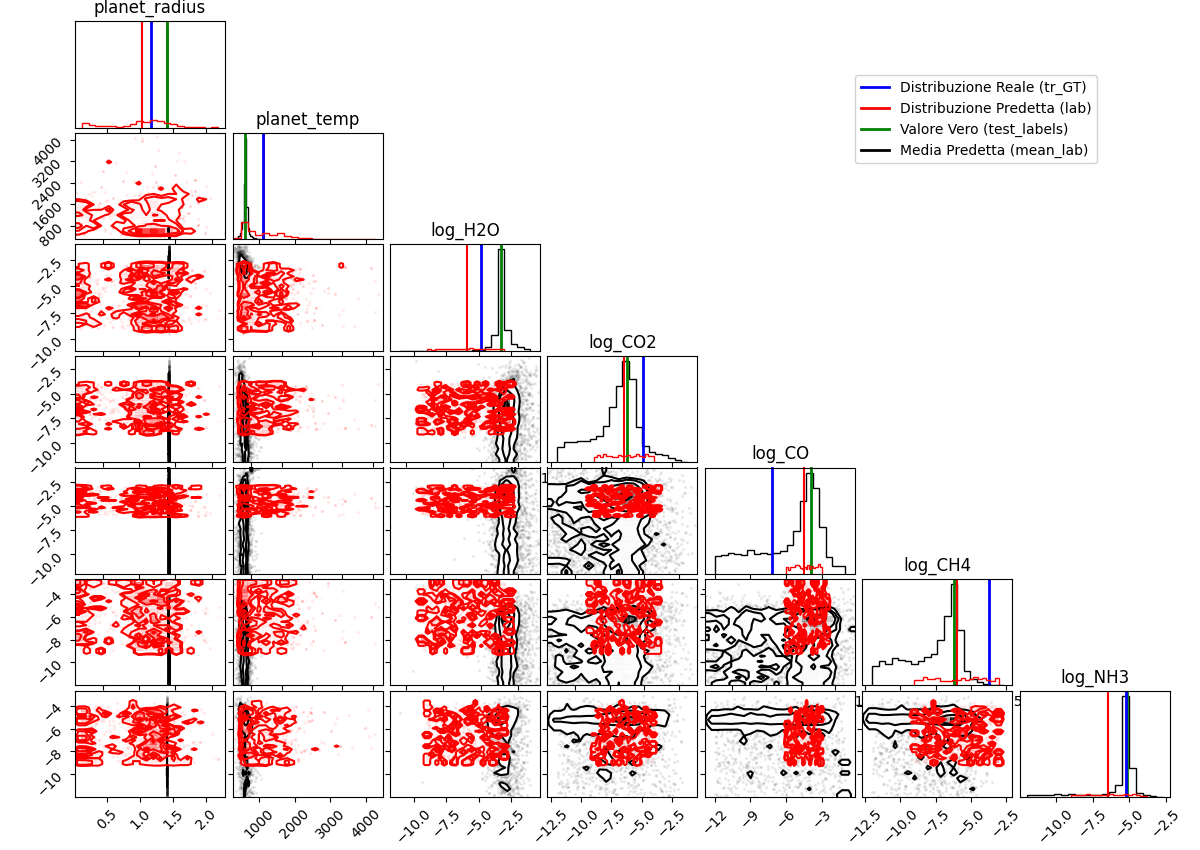 planet_radius
Distribuzione Reale (tr_GT)
Distribuzione Predetta (lab)
Valore Vero (test_labels)
Media Predetta (mean_lab)
planet_temp
4000
3200
2400
1600
800
log_H2O
−2.5
−5.0
−7.5
−10.0
log_CO2
−2.5
−5.0
−7.5
−10.0
log_CO
−2.5
−5.0
−7.5
−10.0
log_CH4
−4
−6
−8
−10
log_NH3
−4
−6
−8
−10
0.5 1.0 1.5 2.0 1000 2000 3000 4000 −10.0 −7.5 −5.0 −2.5 −12.5 −10.0 −7.5 −5.0 −2.5 −12 −9 −6 −3 −12.5 −10.0 −7.5 −5.0 −2.5 −10.0 −7.5 −5.0 −2.5